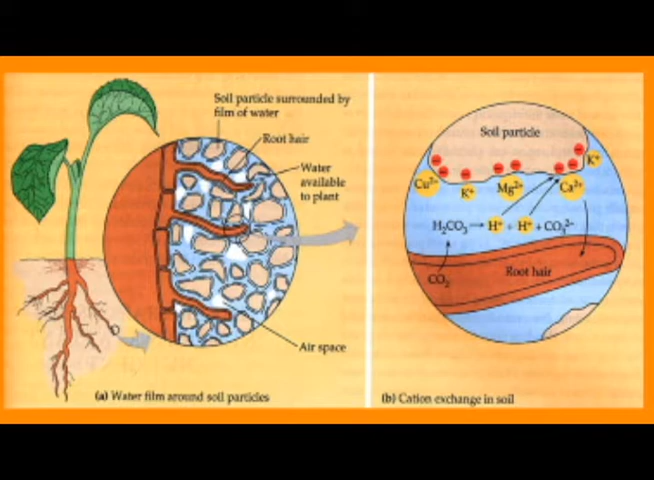 Soil particle surrounded by
film of water
Root hair
Water
available
to plant
Air space
(a) Water film around soil particles
Soil particle
Cu²⁺
K⁺
Mg²⁺
Ca²⁺
K⁺
H₂CO₃ → H⁺ + H⁺ + CO₃²⁻
CO₂
Root hair
(b) Cation exchange in soil